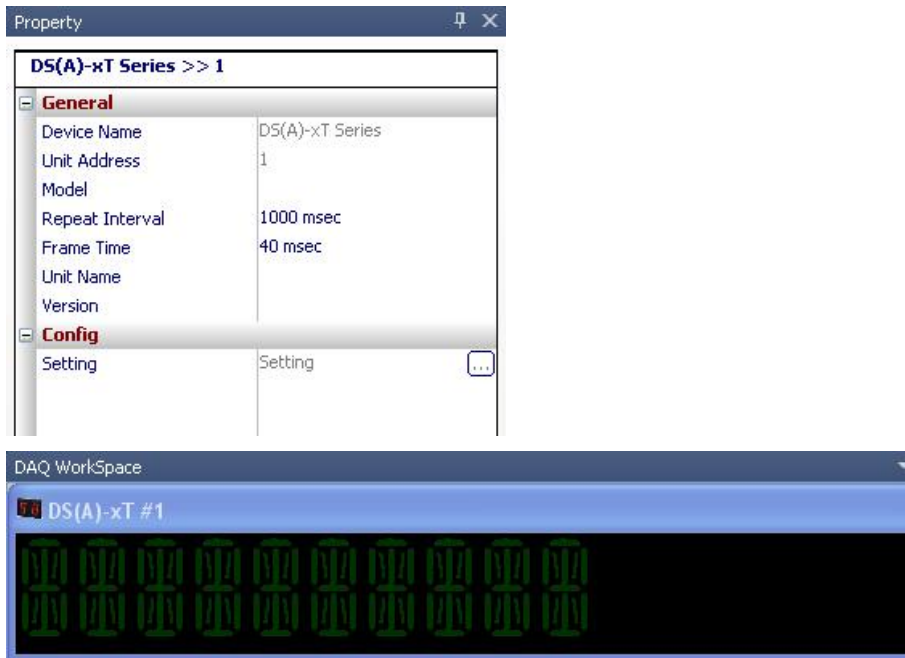 Property
DS(A)-xT Series >> 1
General
Device Name DS(A)-xT Series
Unit Address 1
Model
Repeat Interval 1000 msec
Frame Time 40 msec
Unit Name
Version
Config
Setting Setting ...
DAQ WorkSpace
DS(A)-xT #1